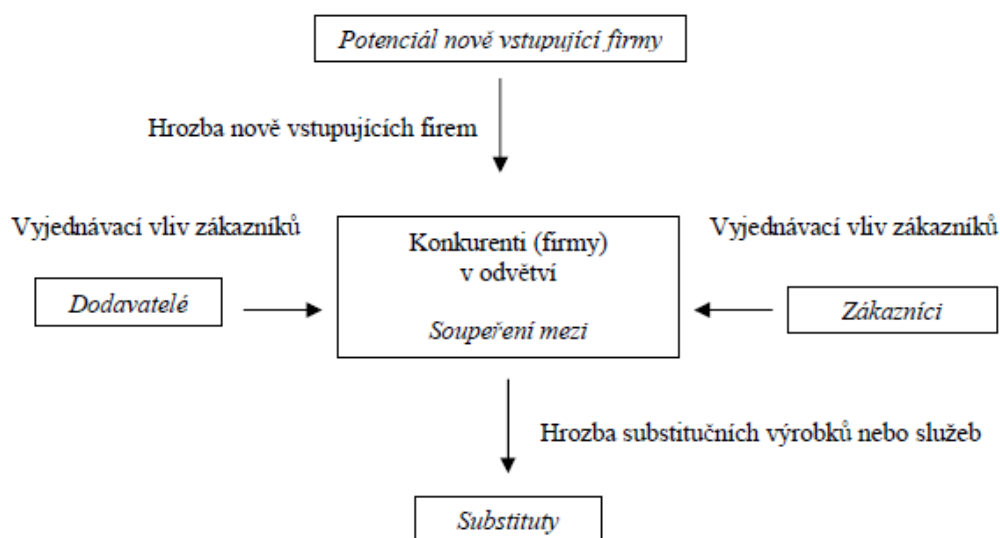 Potenciál nově vstupující firmy
Hrozba nově vstupujících firem
Vyjednávací vliv zákazníků
Vyjednávací vliv zákazníků
Konkurenti (firmy)
v odvětví
Dodavatelé
Soupeření mezi
Zákazníci
Hrozba substitučních výrobků nebo služeb
Substituty